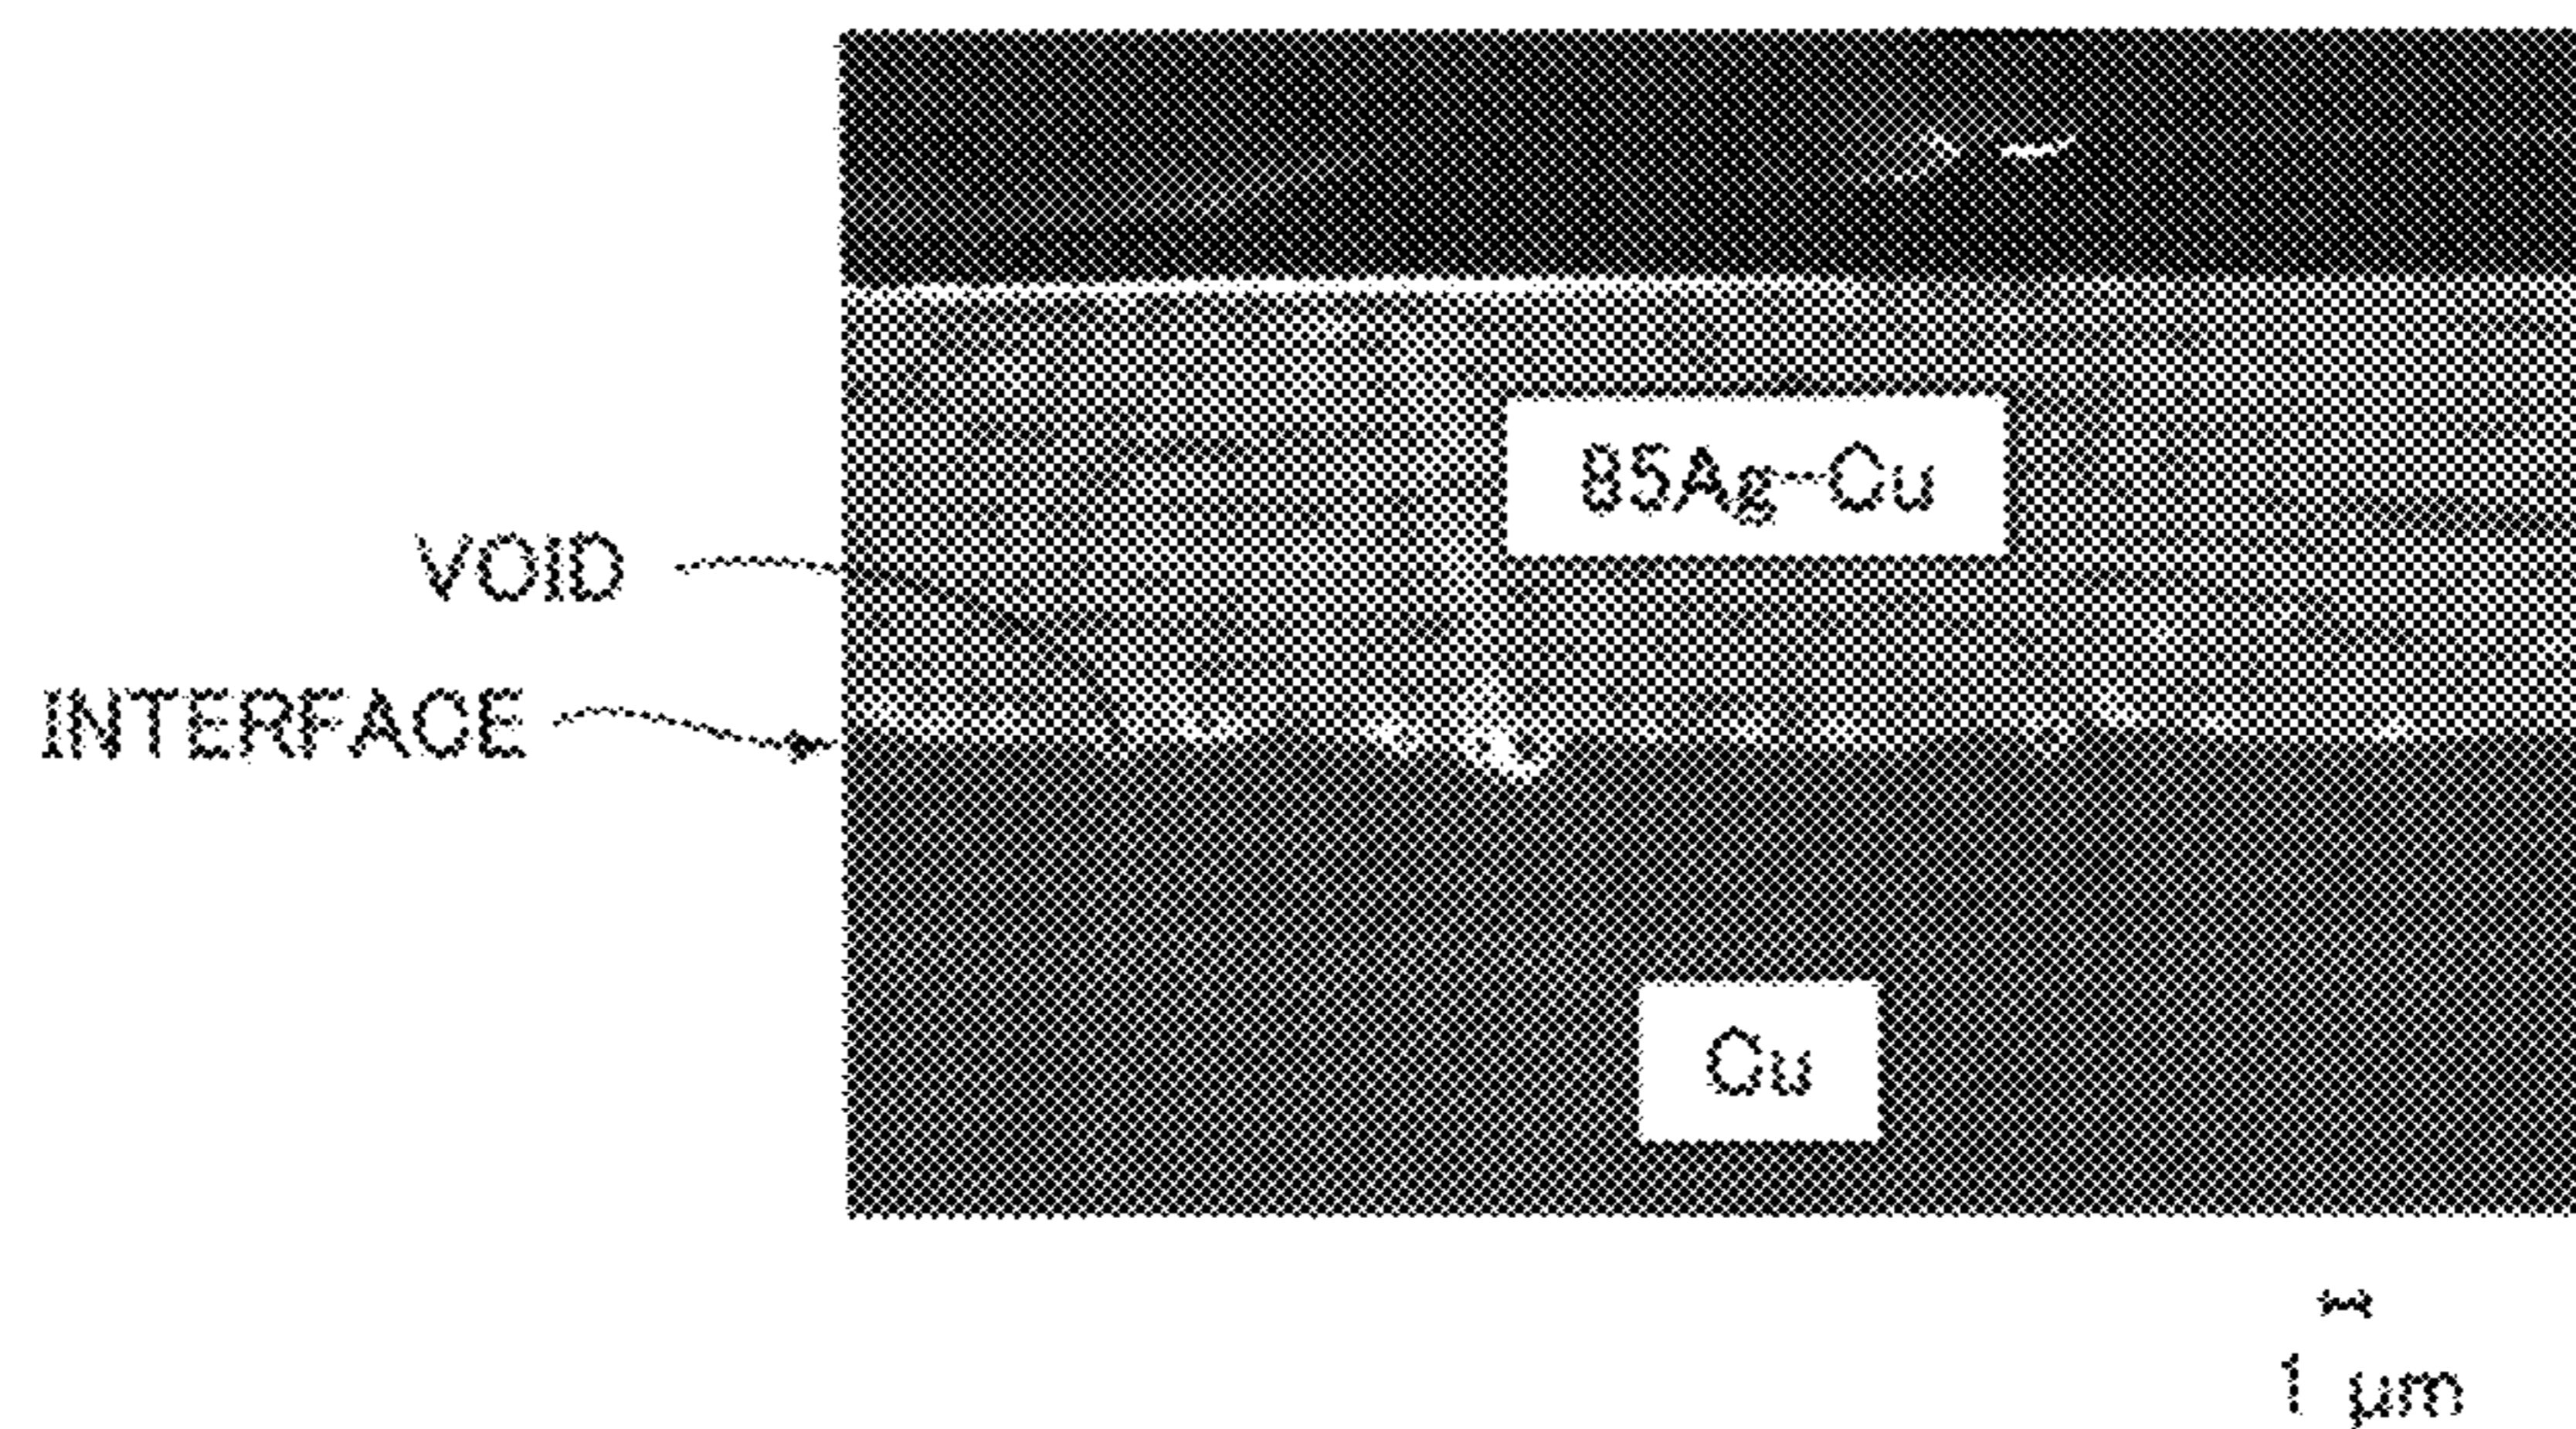 85Ag-Cu
VOID
INTERFACE
Cu
1 μm